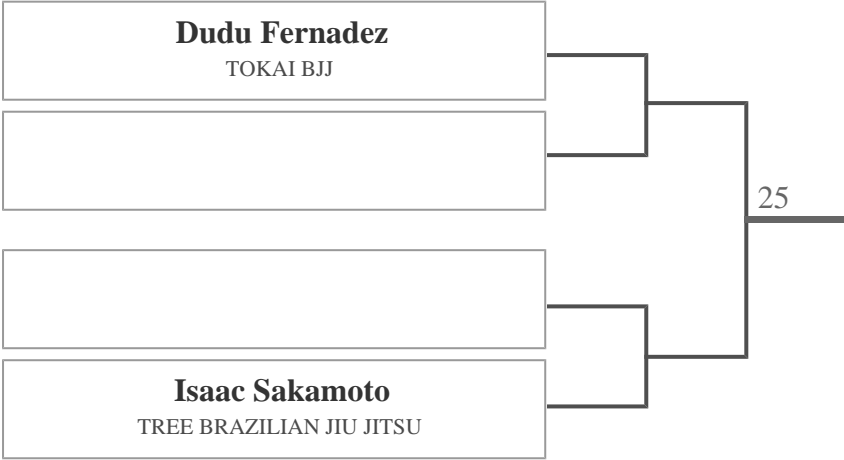 Dudu Fernadez
TOKAI BJJ
25
Isaac Sakamoto
TREE BRAZILIAN JIU JITSU